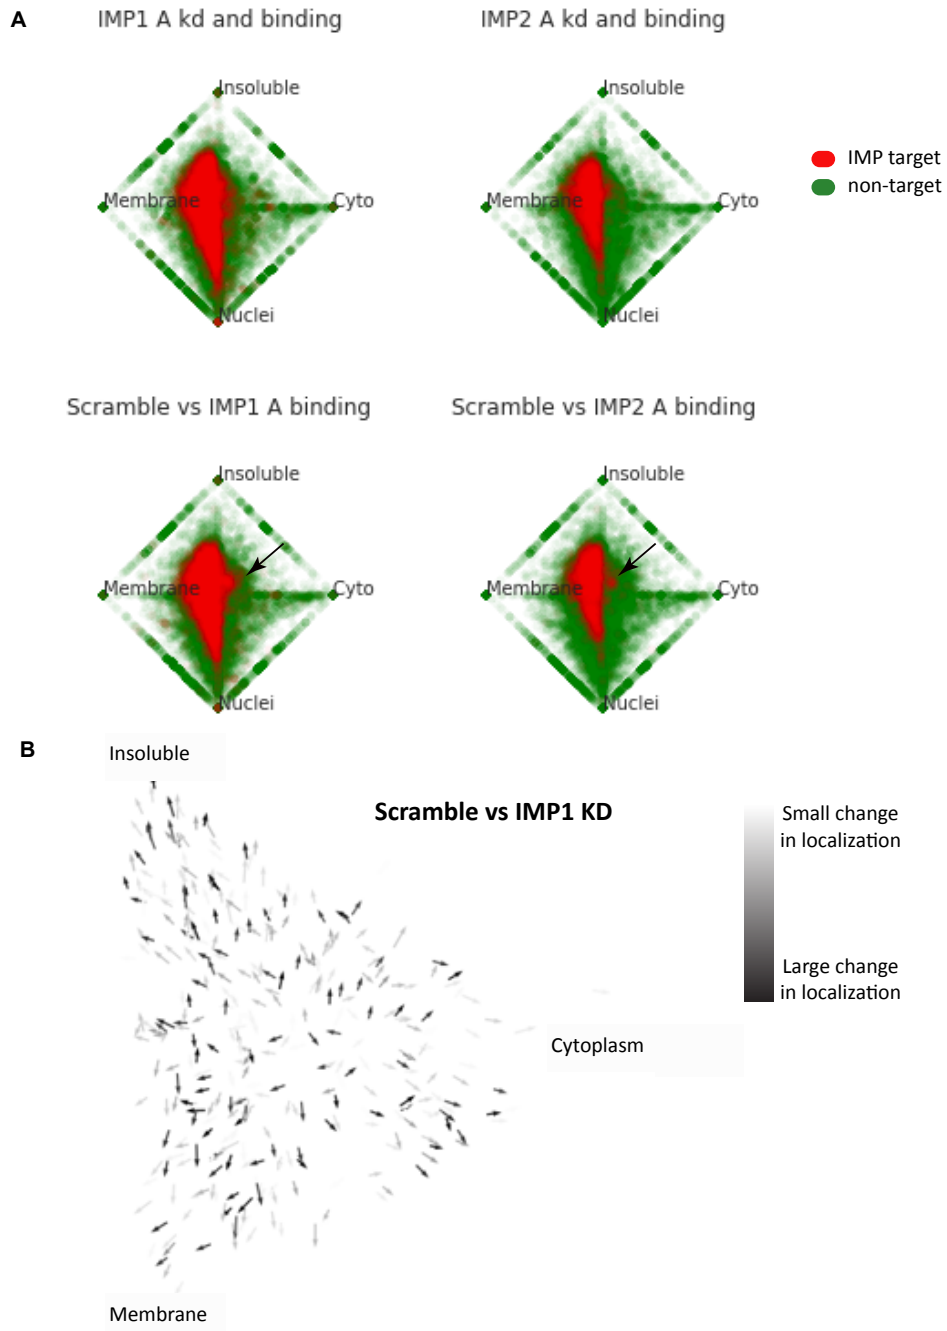 A
IMP1 A kd and binding
IMP2 A kd and binding
Insoluble
Membrane
Cyto
Nuclei
Insoluble
Membrane
Cyto
Nuclei
IMP target
non-target
Scramble vs IMP1 A binding
Scramble vs IMP2 A binding
Insoluble
Membrane
Cyto
Nuclei
Insoluble
Membrane
Cyto
Nuclei
B
Insoluble
Scramble vs IMP1 KD
Small change
in localization
Large change
in localization
Cytoplasm
Membrane